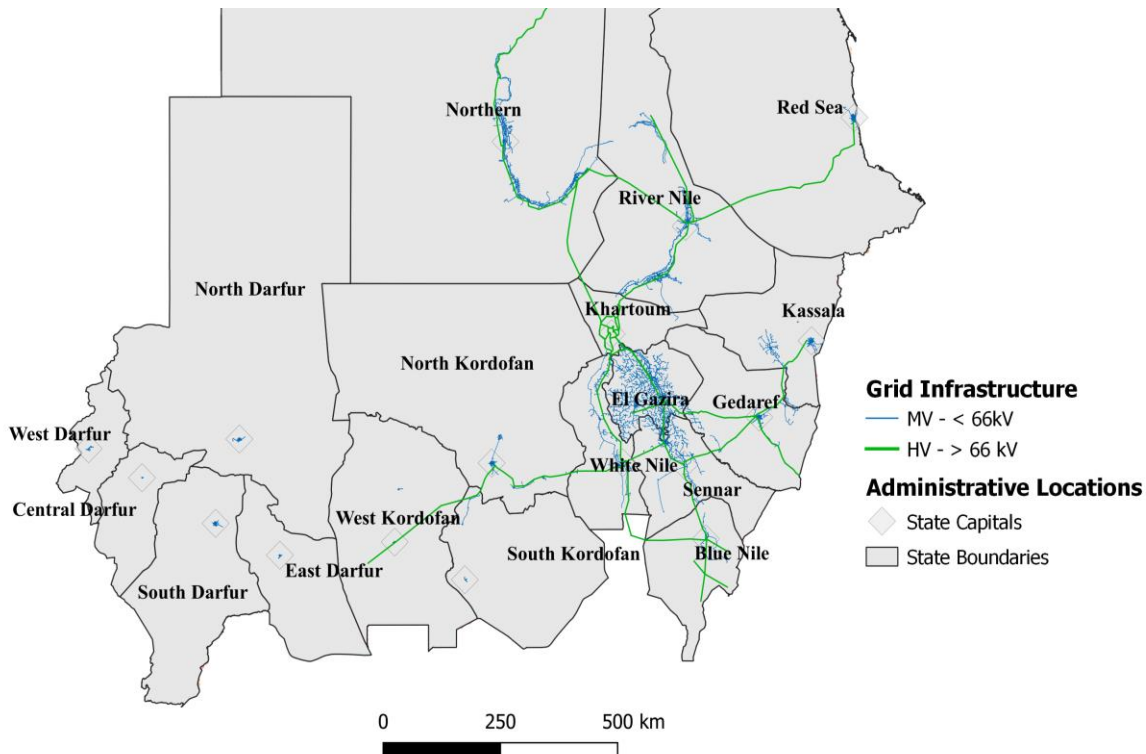 Northern
Red Sea
River Nile
North Darfur
Khartoum
Kassala
North Kordofan
Grid Infrastructure
El Gazira
Gedaref
MV - < 66kV
West Darfur
HV - > 66 kV
White Nile
Administrative Locations
Sennar
Central Darfur
West Kordofan
State Capitals
South Kordofan
Blue Nile
State Boundaries
East Darfur
South Darfur
0 250 500 km